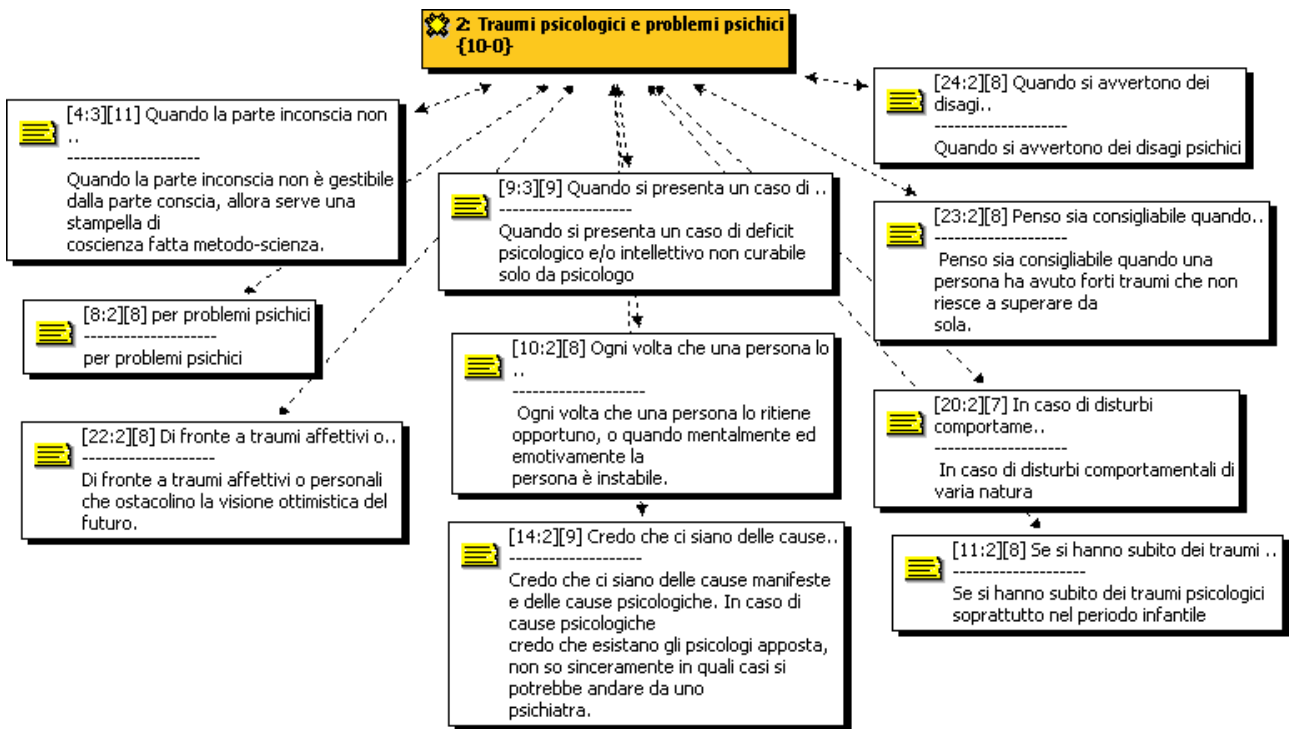 2: Traumi psicologici e problemi psichici
{10-0}
[4:3][11] Quando la parte inconscia non
..
--------------------
Quando la parte inconscia non è gestibile
dalla parte conscia, allora serve una
stampella di
coscienza fatta metodo-scienza.
[8:2][8] per problemi psichici
--------------------
per problemi psichici
[22:2][8] Di fronte a traumi affettivi o..
--------------------
Di fronte a traumi affettivi o personali
che ostacolino la visione ottimistica del
futuro.
[9:3][9] Quando si presenta un caso di ..
--------------------
Quando si presenta un caso di deficit
psicologico e/o intellettivo non curabile
solo da psicologo
[10:2][8] Ogni volta che una persona lo
..
--------------------
Ogni volta che una persona lo ritiene
opportuno, o quando mentalmente ed
emotivamente la
persona è instabile.
[14:2][9] Credo che ci siano delle cause..
--------------------
Credo che ci siano delle cause manifeste
e delle cause psicologiche. In caso di
cause psicologiche
credo che esistano gli psicologi apposta,
non so sinceramente in quali casi si
potrebbe andare da uno
psichiatra.
[24:2][8] Quando si avvertono dei
disagi..
--------------------
Quando si avvertono dei disagi psichici
[23:2][8] Penso sia consigliabile quando..
--------------------
Penso sia consigliabile quando una
persona ha avuto forti traumi che non
riesce a superare da
sola.
[20:2][7] In caso di disturbi
comportame..
--------------------
In caso di disturbi comportamentali di
varia natura
[11:2][8] Se si hanno subito dei traumi ..
--------------------
Se si hanno subito dei traumi psicologici
soprattutto nel periodo infantile